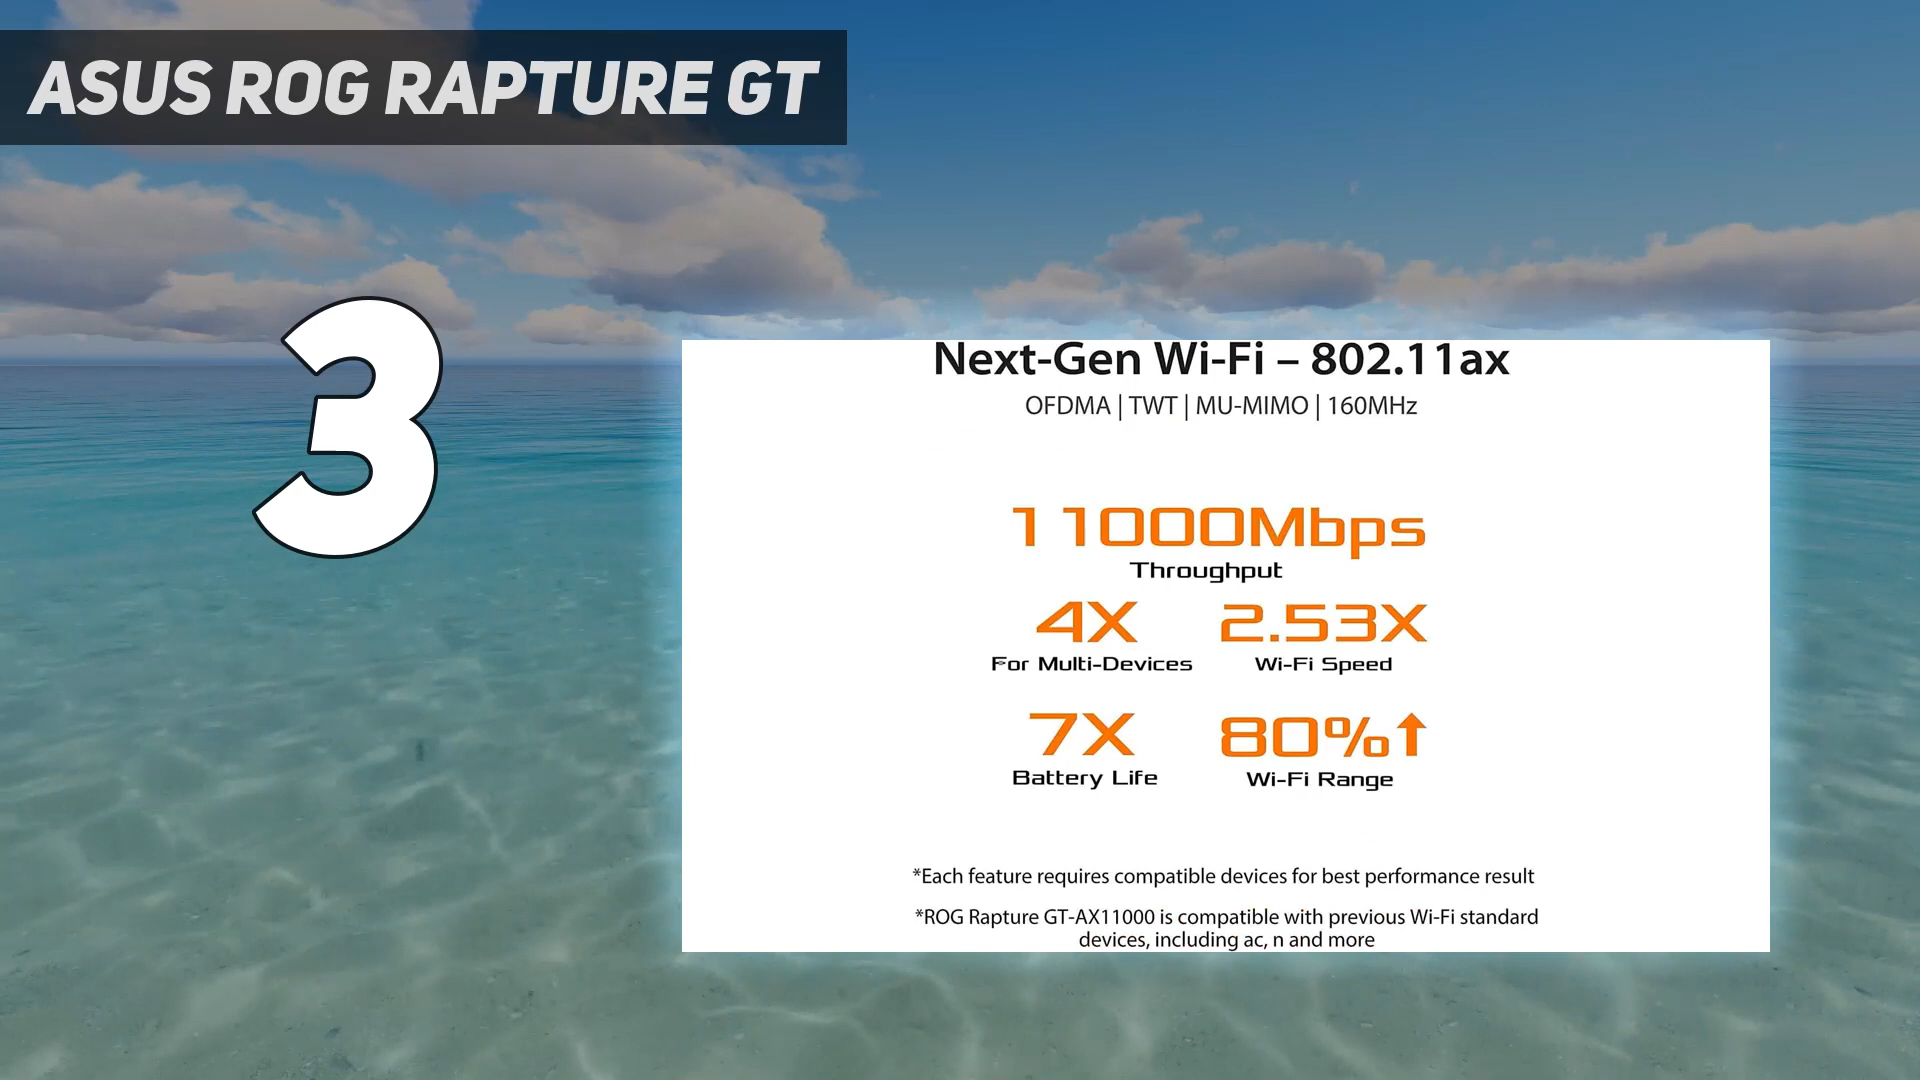 ASUS ROG RAPTURE GT
3
Next-Gen Wi-Fi – 802.11ax
OFDMA | TWT | MU-MIMO | 160MHz
11000Mbps
Throughput
4X 2.53X
For Multi-Devices Wi-Fi Speed
7X 80%↑
Battery Life Wi-Fi Range
*Each feature requires compatible devices for best performance result
*ROG Rapture GT-AX11000 is compatible with previous Wi-Fi standard
devices, including ac, n and more